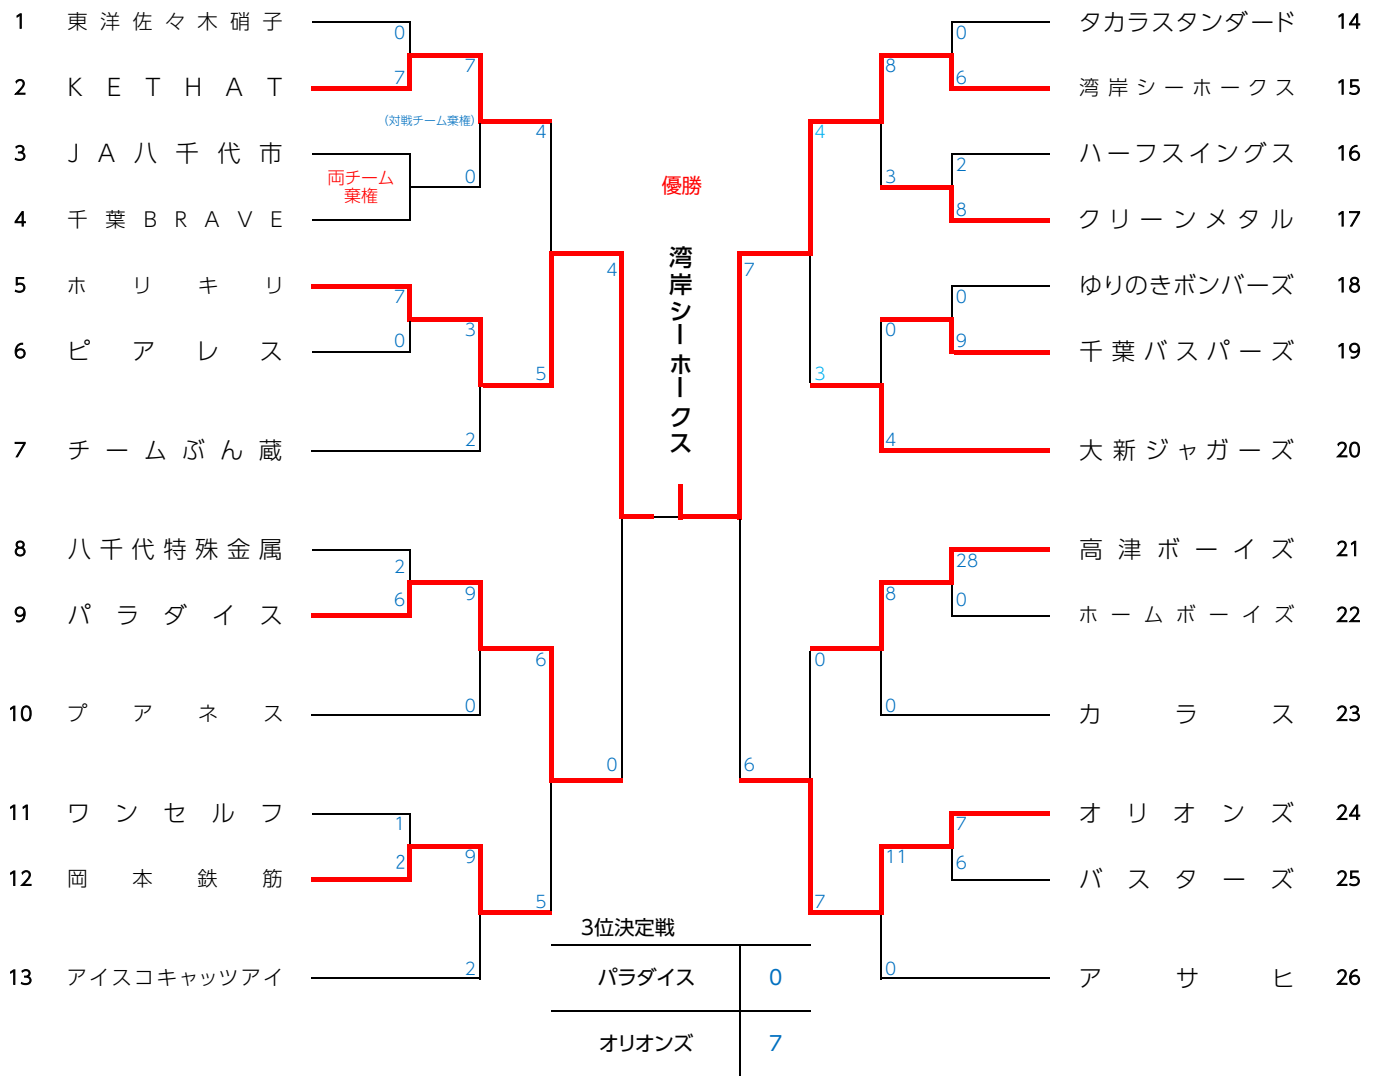 1 東洋佐々木硝子
0
7
2 KETHAT
7
(対戦チーム棄権)
4
3 JA八千代市
両チーム
棄権
0
4 千葉BRAVE
5 ホリキリ
7
0
3
6 ピアレス
5
4
7 チームぶん蔵
2
8 八千代特殊金属
2
6
9
9 パラダイス
6
10 プアネス
0
0
11 ワンセルフ
1
2
9
12 岡本鉄筋
5
13 アイスコキャッツアイ
2
優勝
湾岸シーホークス
タカラスタンダード 14
0
6
8
湾岸シーホークス 15
4
ハーフスイングス 16
2
8
3
クリーンメタル 17
7
ゆりのきボンバーズ 18
0
9
0
千葉バスパーズ 19
3
4
大新ジャガーズ 20
高津ボーイズ 21
28
0
8
ホームボーイズ 22
0
カラス 23
0
6
オリオンズ 24
7
6
11
バスターズ 25
7
アサヒ 26
0
3位決定戦
パラダイス 0
オリオンズ 7